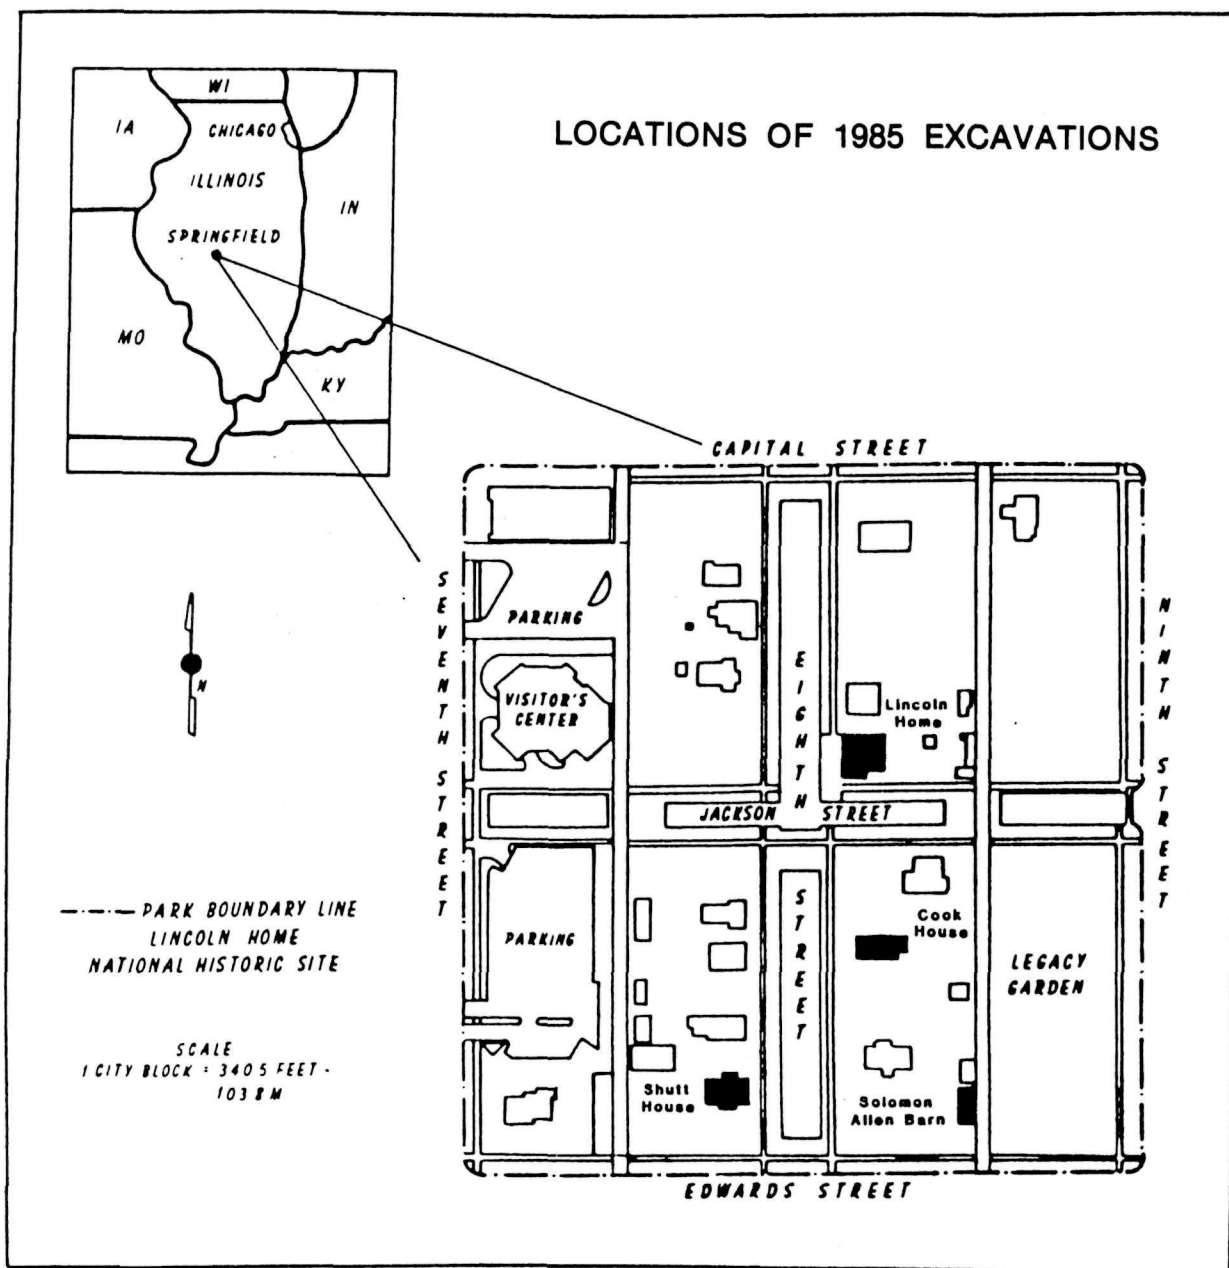 LOCATIONS OF 1985 EXCAVATIONS
WI
IA
CHICAGO
ILLINOIS
IN
SPRINGFIELD
MO
KY
CAPITAL STREET
SEVENTH STREET
NINTH STREET
PARKING
EIGHTH
VISITOR'S
CENTER
Lincoln
Home
N
JACKSON STREET
STREET
PARK BOUNDARY LINE
LINCOLN HOME
NATIONAL HISTORIC SITE
PARKING
Cook
House
LEGACY
GARDEN
SCALE
1 CITY BLOCK = 340.5 FEET -
103.8 M
Shutt
House
Solomon
Allen Barn
EDWARDS STREET